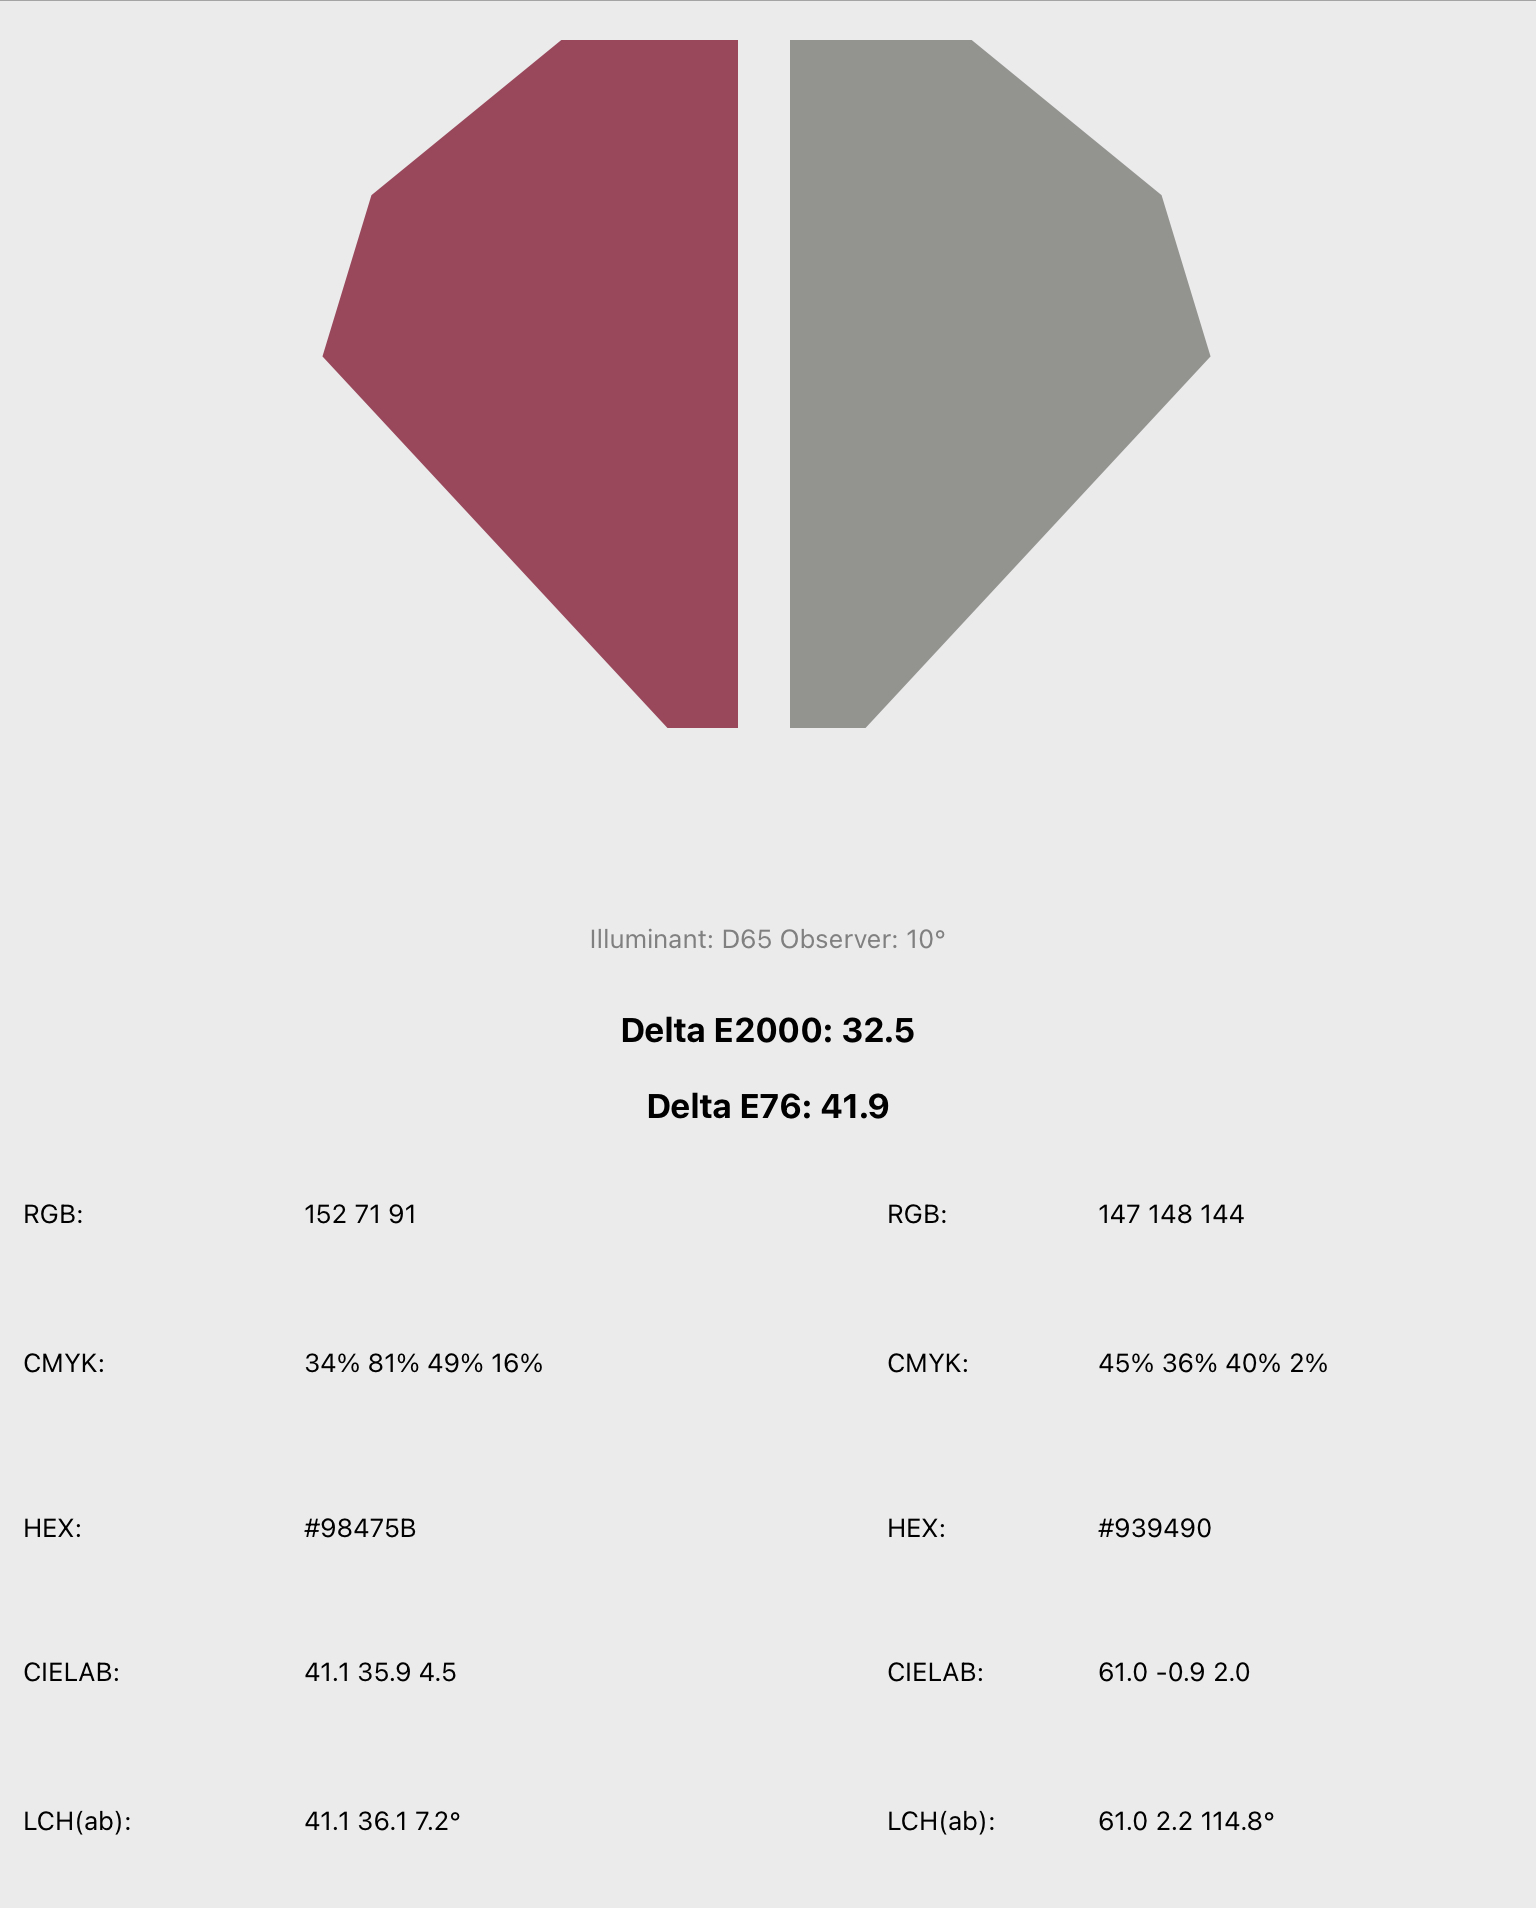 Illuminant: D65 Observer: 10°
Delta E2000: 32.5
Delta E76: 41.9
RGB: 152 71 91 RGB: 147 148 144
CMYK: 34% 81% 49% 16% CMYK: 45% 36% 40% 2%
HEX: #98475B HEX: #939490
CIELAB: 41.1 35.9 4.5 CIELAB: 61.0 -0.9 2.0
LCH(ab): 41.1 36.1 7.2° LCH(ab): 61.0 2.2 114.8°